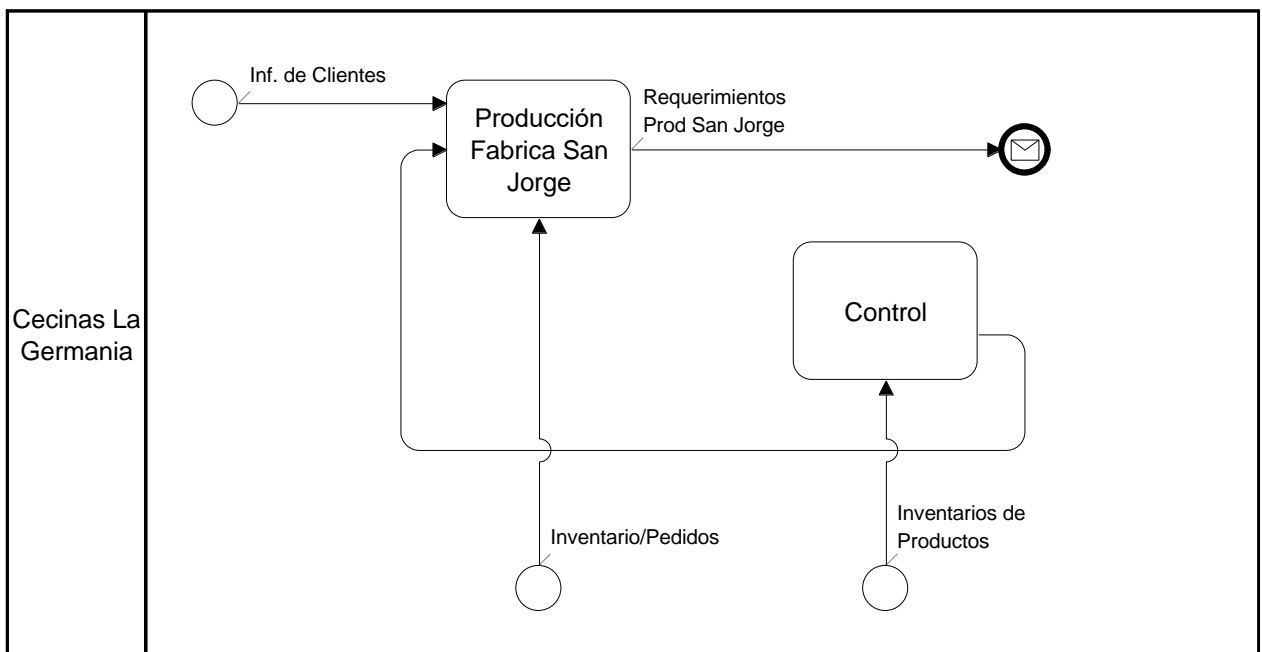 Cecinas La
Germania
Inf. de Clientes
Producción
Fabrica San
Jorge
Requerimientos
Prod San Jorge
Control
Inventario/Pedidos
Inventarios de
Productos